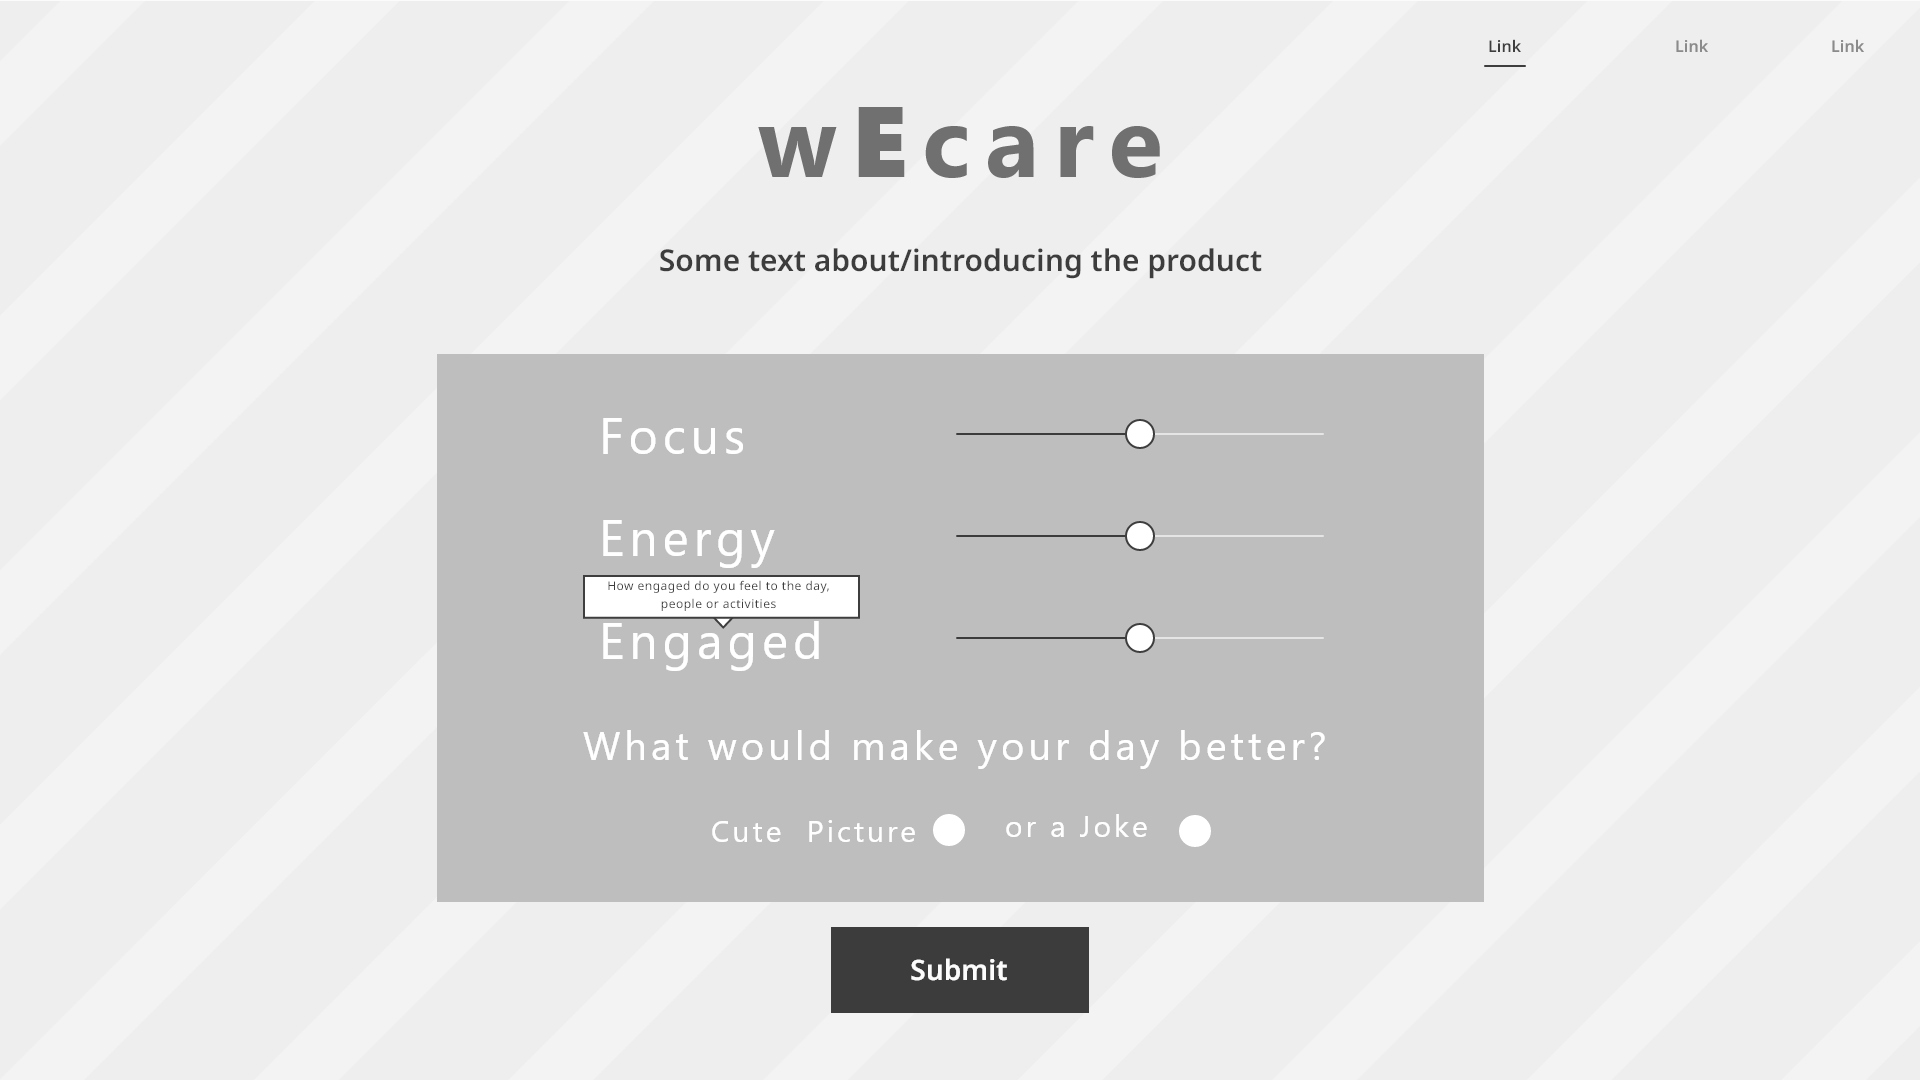 Link Link Link
wEcare
Some text about/introducing the product
Focus
Energy
How engaged do you feel to the day,
people or activities
Engaged
What would make your day better?
Cute Picture or a Joke
Submit